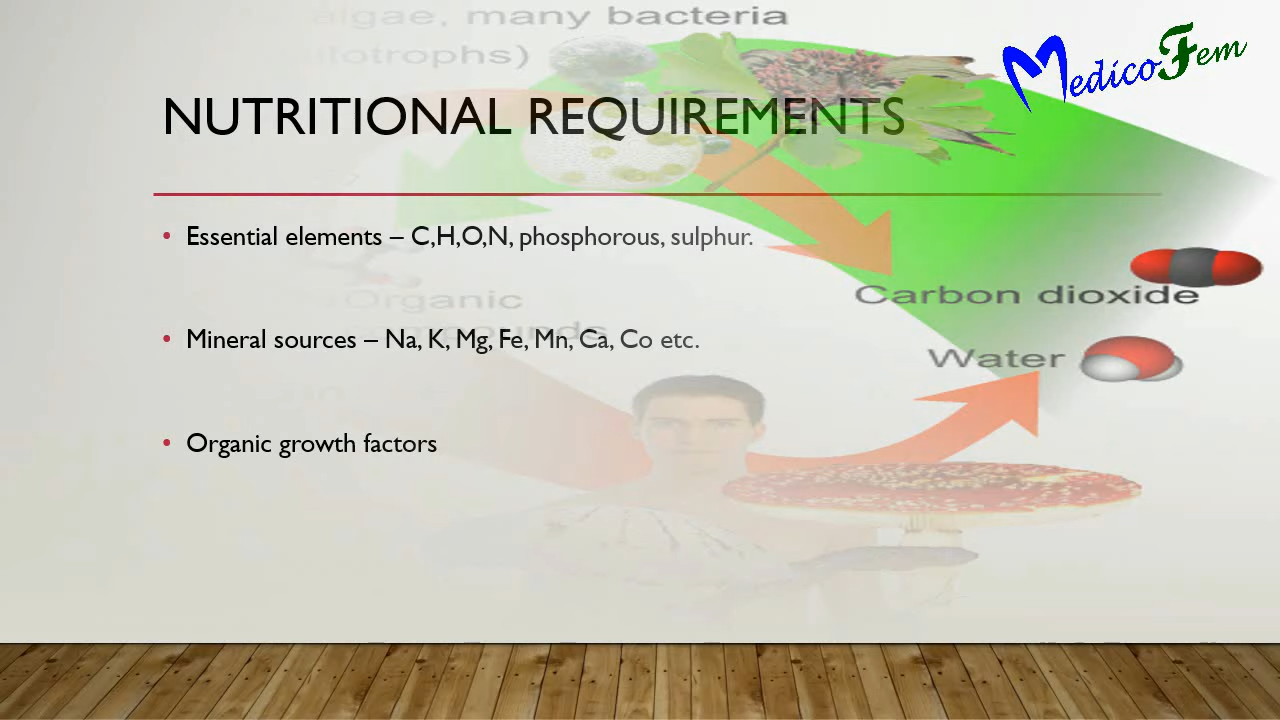 algae, many bacteria
MedicoFem
NUTRITIONAL REQUIREMENTS
• Essential elements – C,H,O,N, phosphorous, sulphur.
Carbon dioxide
Organic
• Mineral sources – Na, K, Mg, Fe, Mn, Ca, Co etc.
Water
• Organic growth factors